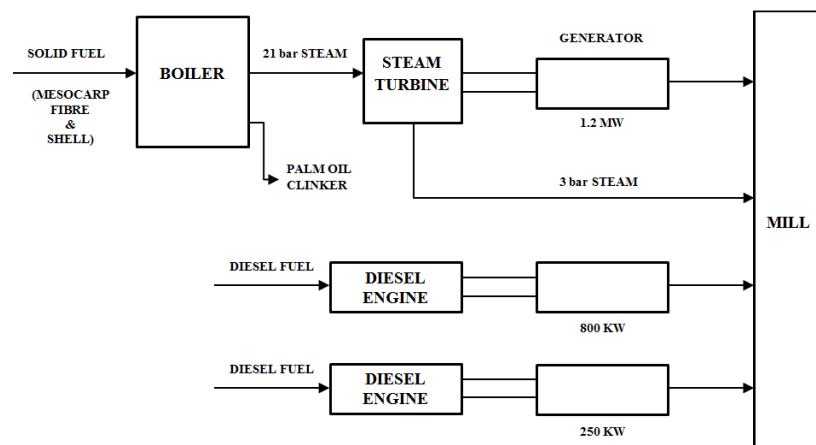 SOLID FUEL
(MESOCARP
FIBRE
&
SHELL)
BOILER
21 bar STEAM
PALM OIL
CLINKER
STEAM
TURBINE
GENERATOR
1.2 MW
3 bar STEAM
MILL
DIESEL FUEL
DIESEL
ENGINE
800 KW
DIESEL FUEL
DIESEL
ENGINE
250 KW